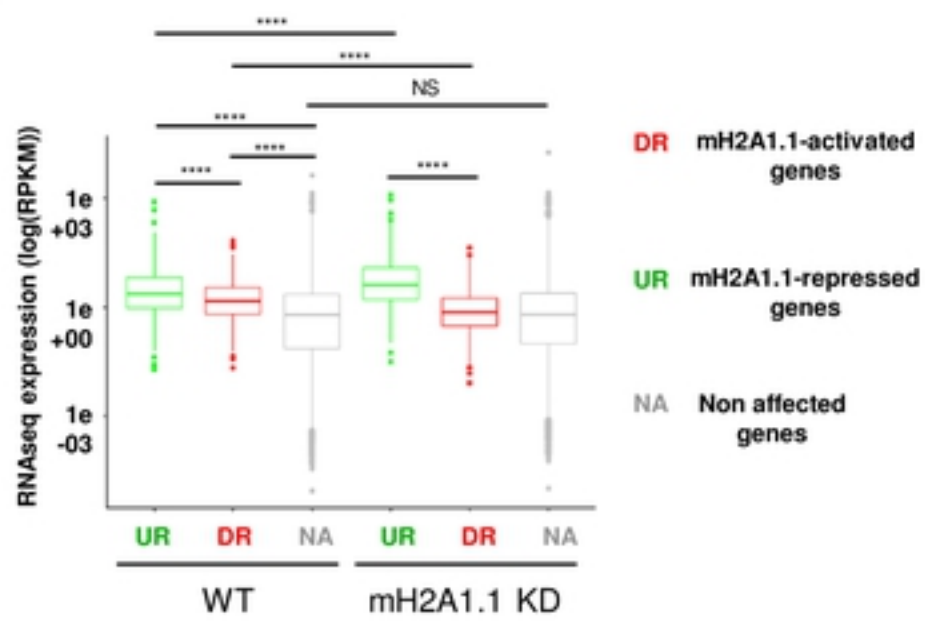 ****
****
NS
****
****
****
****
RNAseq expression (log(RPKM))
1e
+03
1e
+00
1e
-03
UR DR NA UR DR NA
WT mH2A1.1 KD
DR mH2A1.1-activated
genes
UR mH2A1.1-repressed
genes
NA Non affected
genes